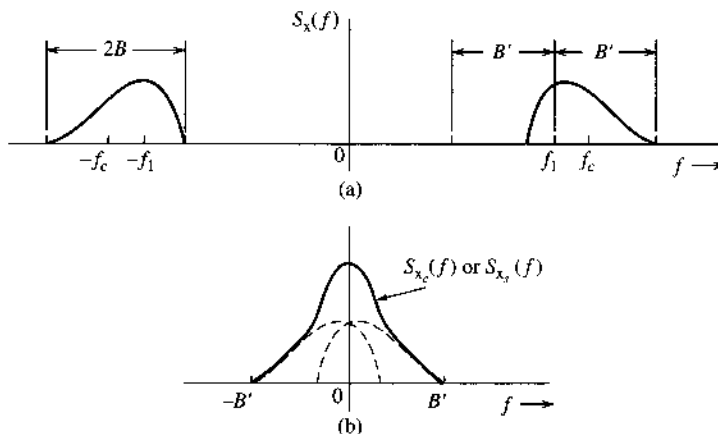 S_x(f)
2B
B' B'
-f_c -f_1 0 f_1 f_c f
(a)
S_{x_c}(f) or S_{x_s}(f)
-B' 0 B' f
(b)